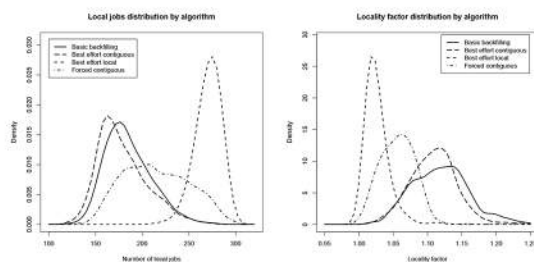 Local jobs distribution by algorithm
Basic backfilling
Best effort contiguous
Best effort local
Forced contiguous
0.030
0.025
0.020
0.015
0.010
0.005
0.000
Density
100 150 200 250 300
Number of local jobs
Locality factor distribution by algorithm
Basic backfilling
Best effort contiguous
Best effort local
Forced contiguous
30
25
20
15
10
5
0
Density
0.95 1.00 1.05 1.10 1.15 1.20
Locality factor